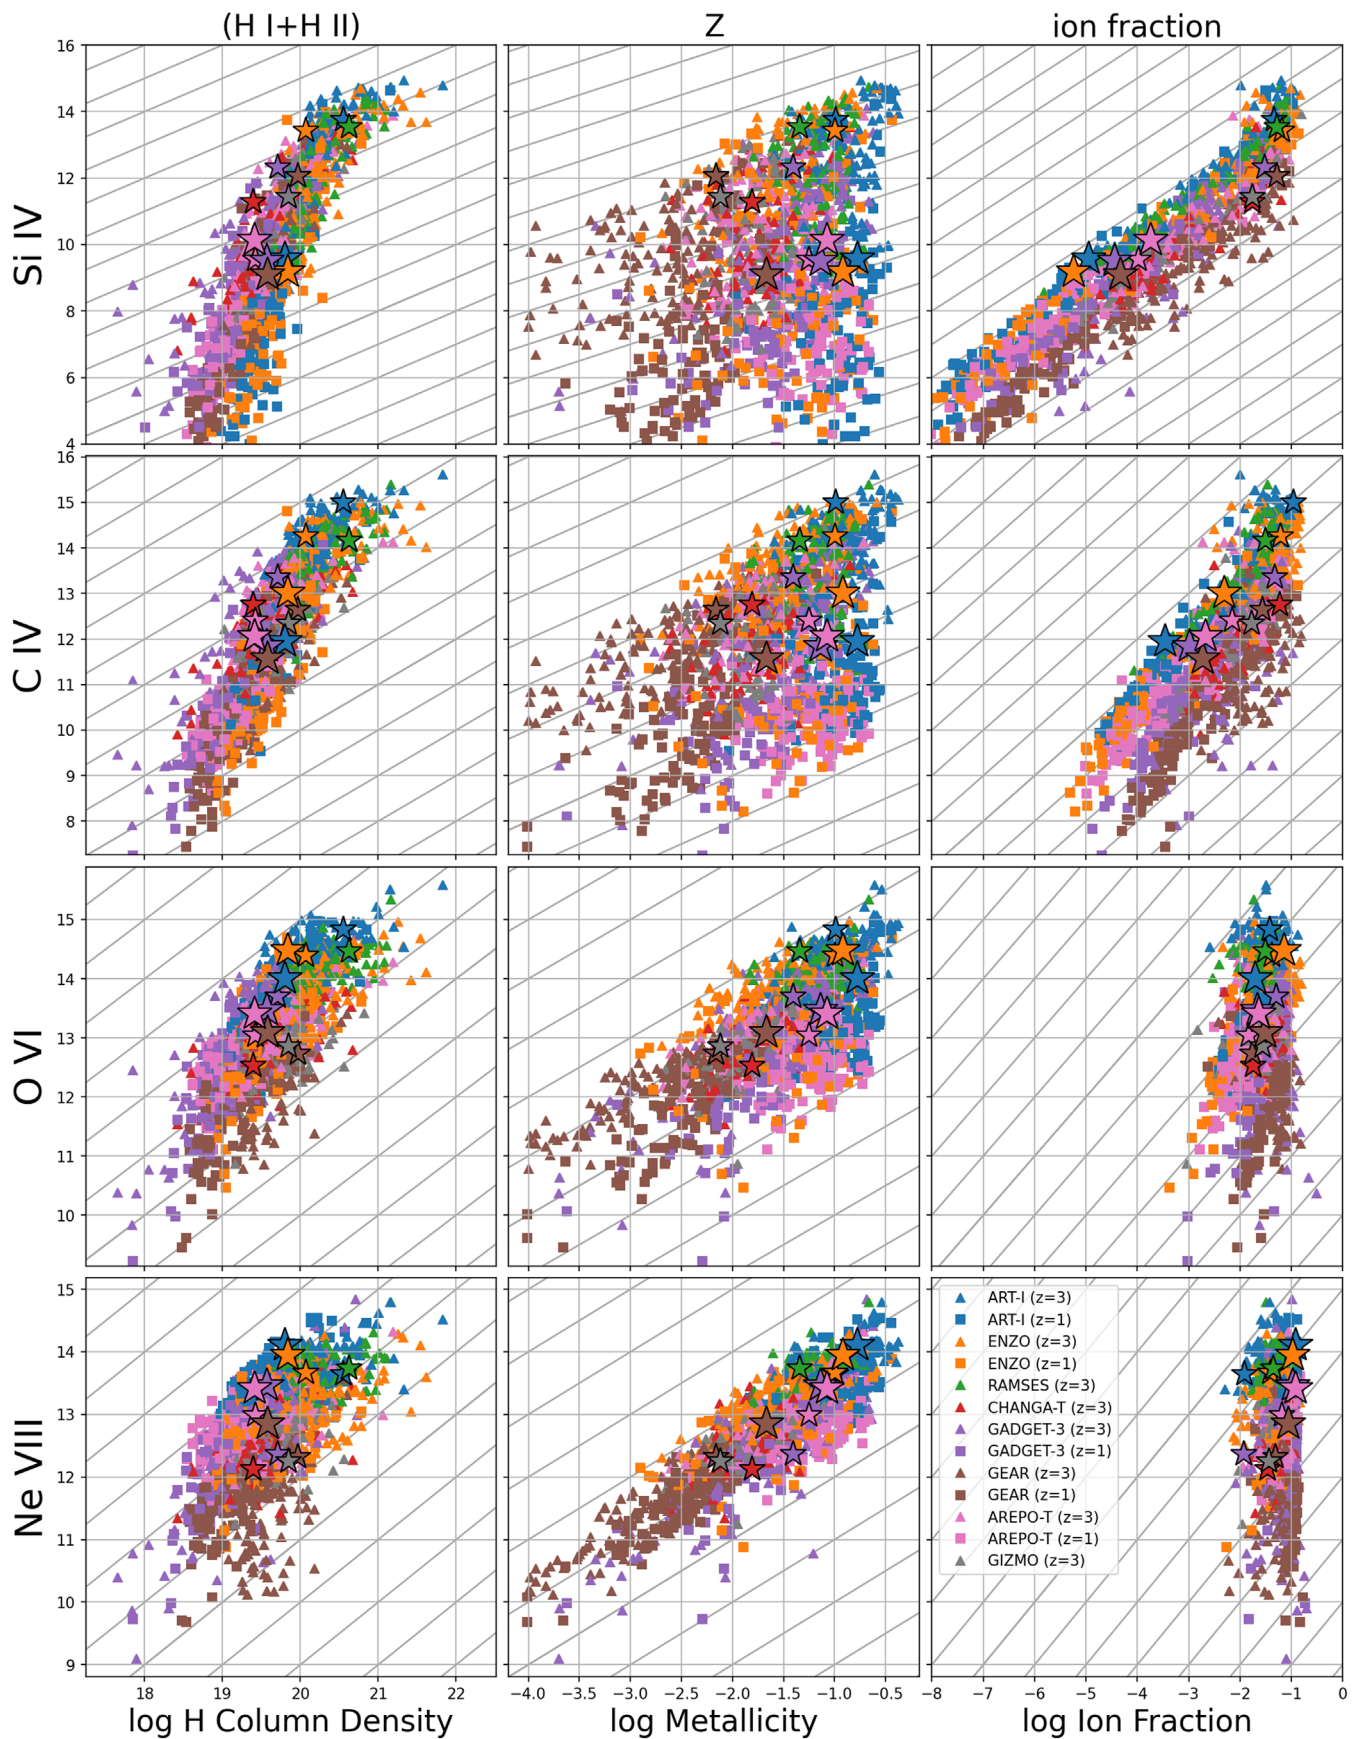 (H I+H II)
Z
ion fraction
Si IV
16
14
12
10
8
6
4
C IV
16
15
14
13
12
11
10
9
8
O VI
15
14
13
12
11
10
Ne VIII
15
14
13
12
11
10
9
ART-I (z=3)
ART-I (z=1)
ENZO (z=3)
ENZO (z=1)
RAMSES (z=3)
CHANGA-T (z=3)
GADGET-3 (z=3)
GADGET-3 (z=1)
GEAR (z=3)
GEAR (z=1)
AREPO-T (z=3)
AREPO-T (z=1)
GIZMO (z=3)
18 19 20 21 22
−4.0 −3.5 −3.0 −2.5 −2.0 −1.5 −1.0 −0.5
−8 −7 −6 −5 −4 −3 −2 −1 0
log H Column Density
log Metallicity
log Ion Fraction